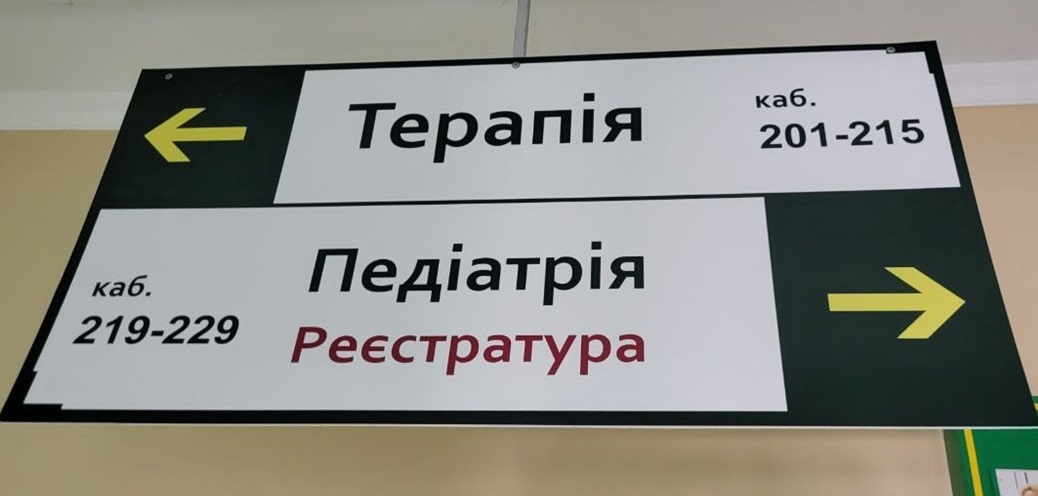 Терапія
каб.
201-215
каб.
219-229
Педіатрія
Реєстратура